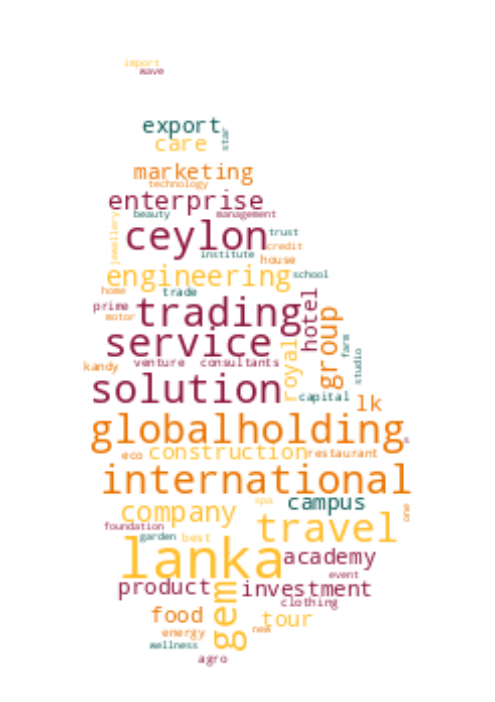 import
wave
export
star
care
marketing
technology
enterprise
beauty management
jewellery
ceylon trust
credit
institute house
engineering school
home trade
prime trading hotel
motor group
service royal farm
studio
kandy venture consultants
solution capital lk
globalholdings
eco construction restaurant
international
spa campus one
company travel
foundation
garden best
lanka academy
event
product gem investment
clothing
food tour
energy new
wellness
agro